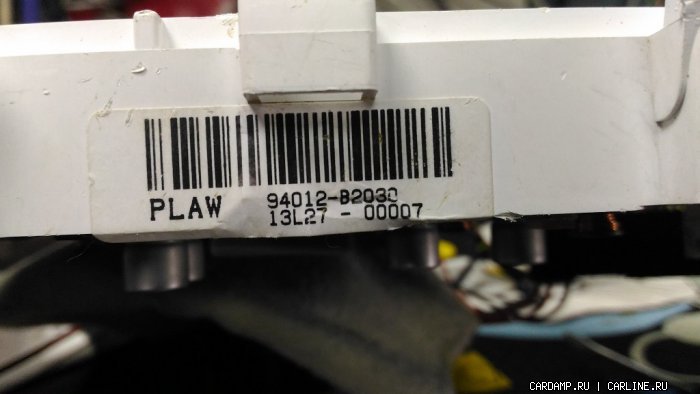 PLAW 94012-B2030
13L27 - 00007
CARDAMP.RU | CARLINE.RU